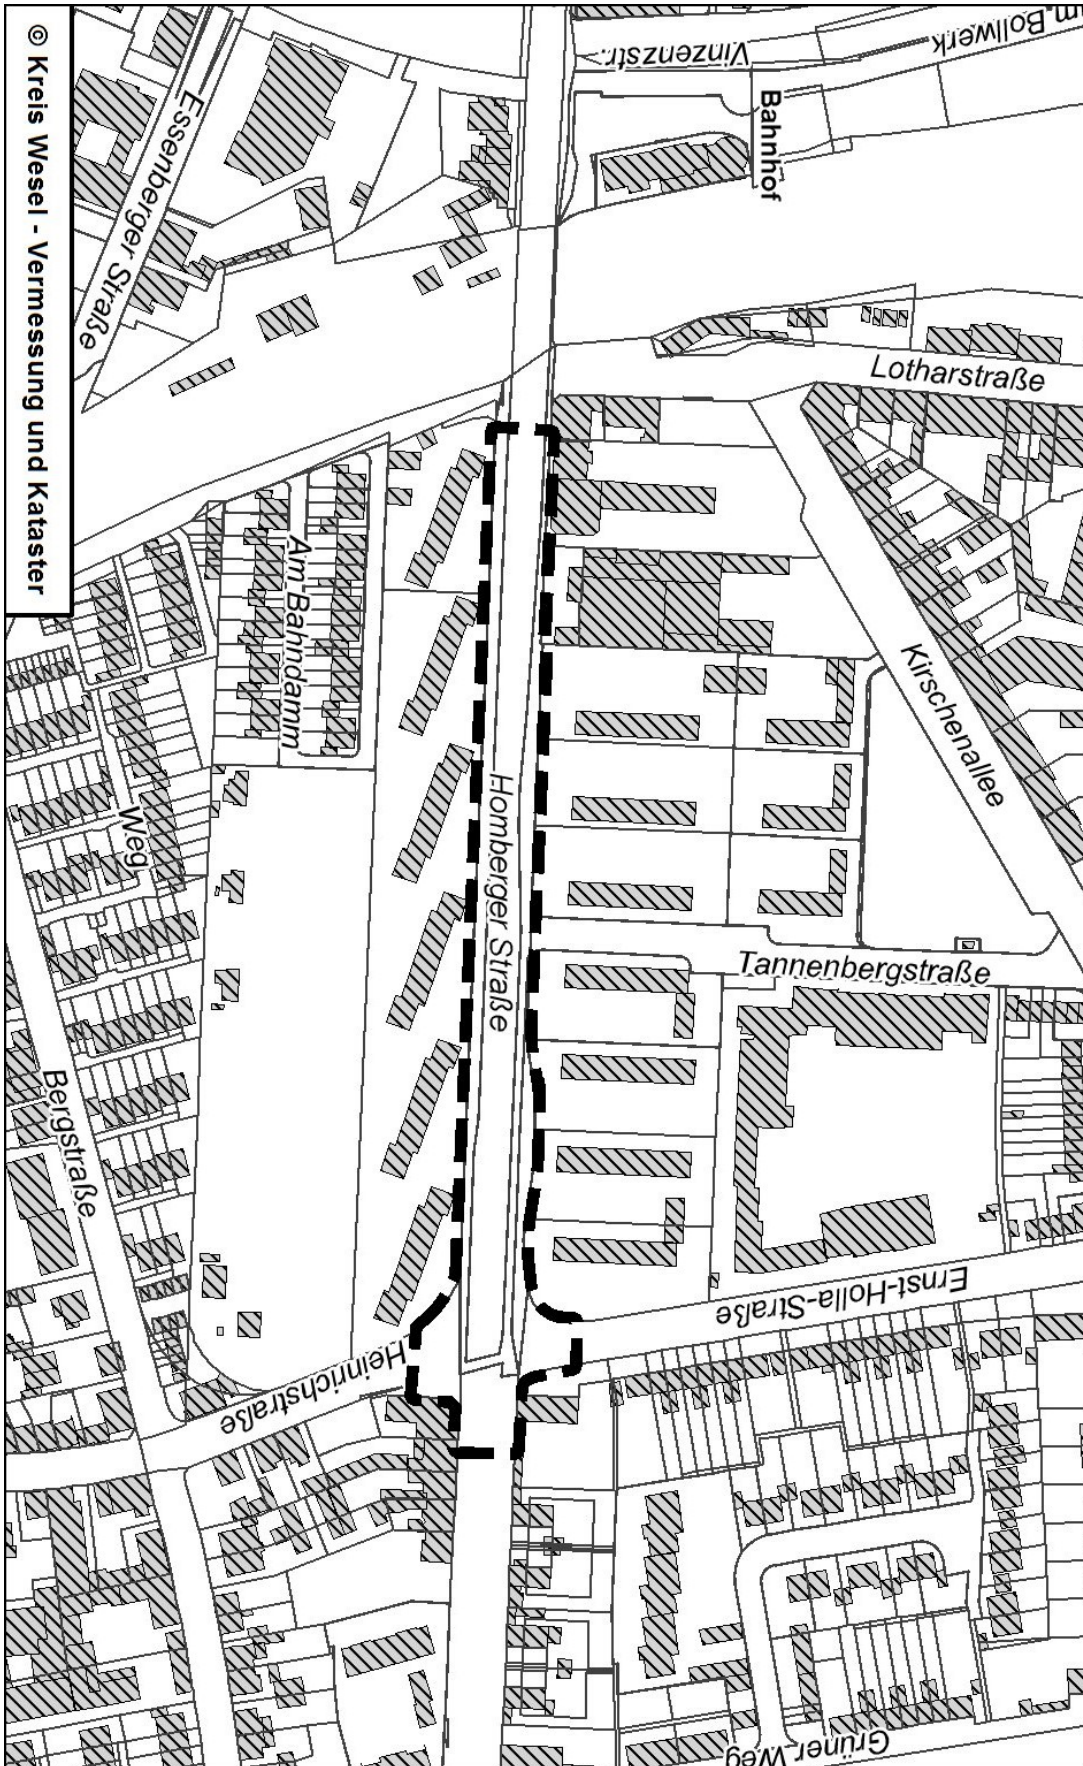 Am Bollwerk
Vinzenzstr.
Bahnhof
Essenberger Straße
Lotharstraße
Am Bahndamm
Kirschenallee
Homberger Straße
Weg
Tannenbergstraße
Bergstraße
Ernst-Holla-Straße
Heinrichstraße
Grüner Weg
© Kreis Wesel - Vermessung und Kataster